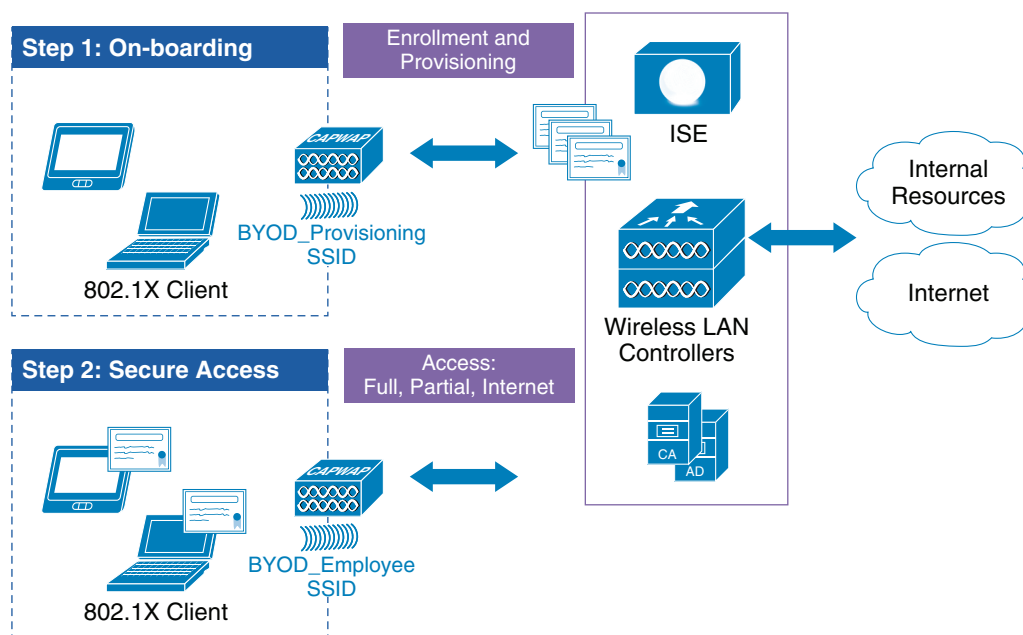 Step 1: On-boarding
Enrollment and
Provisioning
CAPWAP
BYOD_Provisioning
SSID
802.1X Client
ISE
Wireless LAN
Controllers
Internal
Resources
Internet
Step 2: Secure Access
Access:
Full, Partial, Internet
CAPWAP
BYOD_Employee
SSID
802.1X Client
CA
AD